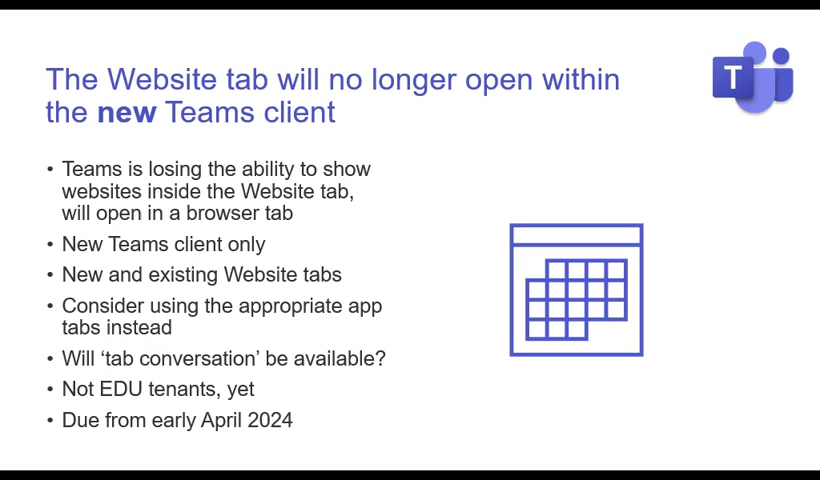 The Website tab will no longer open within
the new Teams client
T
• Teams is losing the ability to show
websites inside the Website tab,
will open in a browser tab
• New Teams client only
• New and existing Website tabs
• Consider using the appropriate app
tabs instead
• Will ‘tab conversation’ be available?
• Not EDU tenants, yet
• Due from early April 2024